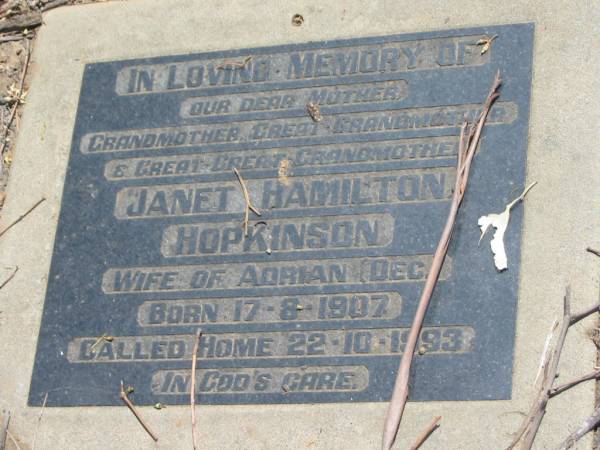 IN LOVING MEMORY OF
OUR DEAR MOTHER,
GRANDMOTHER, GREAT-GRANDMOTHER
& GREAT-GREAT GRANDMOTHER
JANET HAMILTON
HOPKINSON
WIFE OF ADRIAN (DEC.)
BORN 17-8-1907
CALLED HOME 22-10-1993
IN GOD'S CARE.